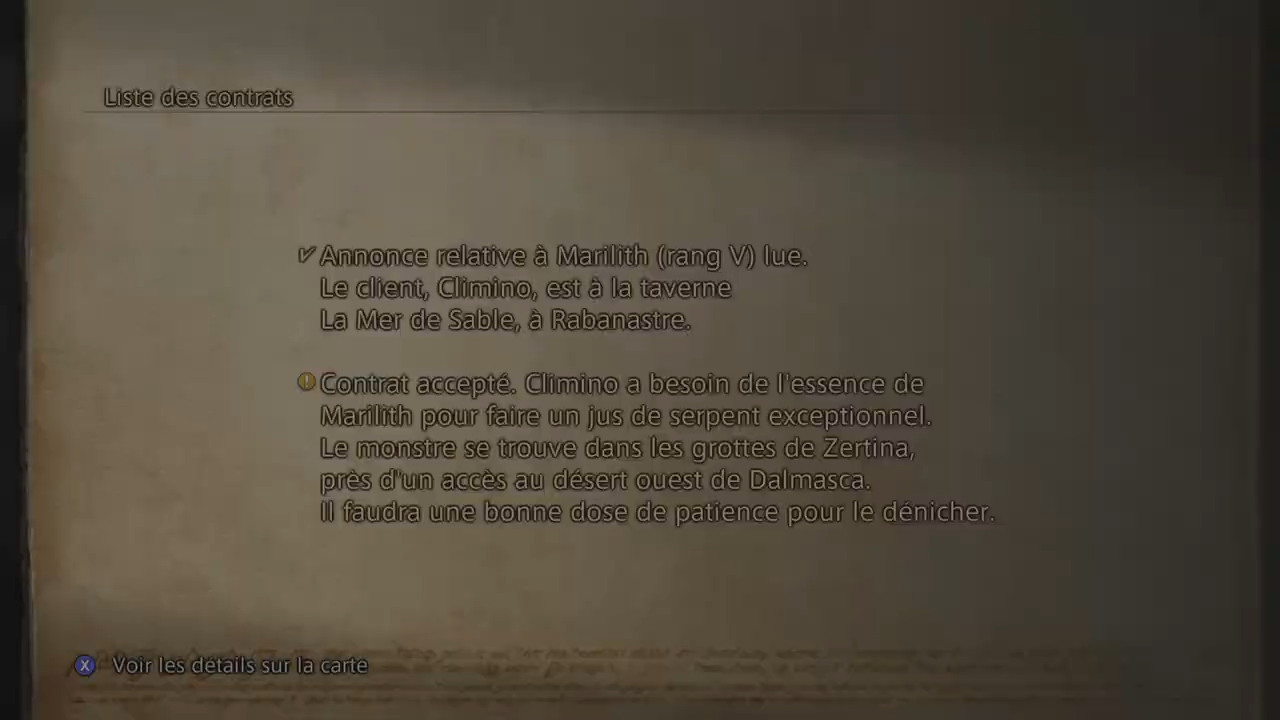 Liste des contrats
✓ Annonce relative à Marilith (rang V) lue.
Le client, Climino, est à la taverne
La Mer de Sable, à Rabanastre.
! Contrat accepté. Climino a besoin de l'essence de
Marilith pour faire un jus de serpent exceptionnel.
Le monstre se trouve dans les grottes de Zertina,
près d'un accès au désert ouest de Dalmasca.
Il faudra une bonne dose de patience pour le dénicher.
X Voir les détails sur la carte